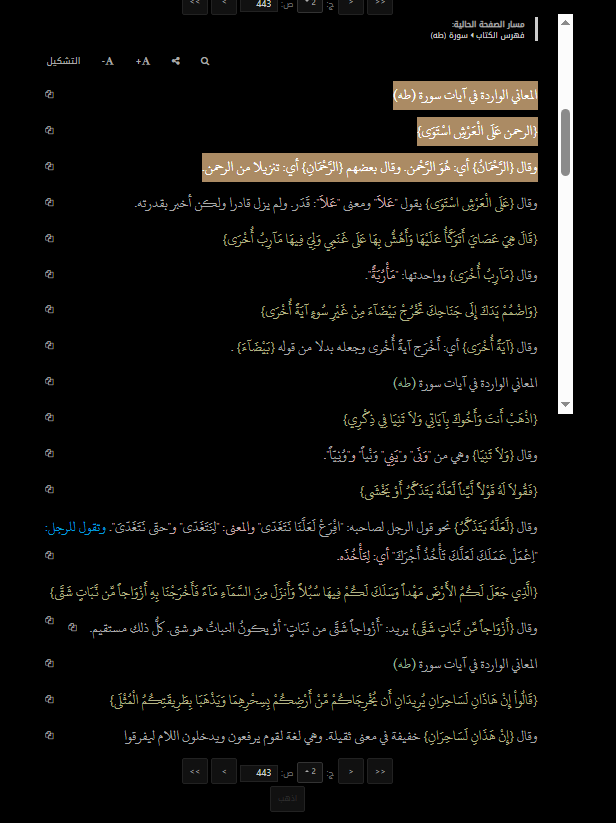 << < 443 ص: 2 ج: > >>
مسار الصفحة الحالية:
فهرس الكتاب سورة (طه)
التشكيل -A +A
المعاني الواردة في آيات سورة (طه)
{الرحمن عَلَى الْعَرْشِ اسْتَوَى}
وقال {الرَّحْمَانُ} أي: هُوَ الرَّحْمن. وقال بعضهم {الرَّحْمَانِ} أي: تنزيلا من الرحمن.
وقال {عَلَى الْعَرْشِ اسْتَوَى} يقول "عَلاَ" ومعنى "عَلاَ": قَدَر. ولم يزل قادرا ولكن أخبر بقدرته.
{قَالَ هِيَ عَصَايَ أَتَوَكَّأُ عَلَيْهَا وَأَهُشُّ بِهَا عَلَى غَنَمِي وَلِيَ فِيهَا مَآرِبُ أُخْرَى}
وقال {مَآرِبُ أُخْرَى} وواحدتها: "مَأْرُبَةٌ".
{وَاضْمُمْ يَدَكَ إِلَى جَنَاحِكَ تَخْرُجْ بَيْضَآءَ مِنْ غَيْرِ سُوءٍ آيَةً أُخْرَى}
وقال {آيَةً أُخْرَى} أي: أَخْرَج آيةً أُخْرى وجعله بدلا من قوله {بَيْضَآءَ} .
المعاني الواردة في آيات سورة (طه)
{اذْهَبْ أَنتَ وَأَخُوكَ بِآيَاتِي وَلاَ تَنِيَا فِي ذِكْرِي}
وقال {وَلاَ تَنِيَا} وهي من "وَنَى" و"يَنِي" وَنْياً" و"وُنِيّاً".
{فَقُولاَ لَهُ قَوْلاً لَّيِّناً لَّعَلَّهُ يَتَذَكَّرُ أَوْ يَخْشَى}
وقال {لَّعَلَّهُ يَتَذَكَّرُ} نحو قول الرجل لصاحبه: "افْرَغْ لَعَلَّنَا نَتَغَدّى" والمعنى: "لِنَتَغَدّى" و"حتى نَتَغَدَّىَ". وتقول للرجل:
"اِعْمَلْ عَمَلَكَ لَعَلَّكَ تَأْخُذُ أَجْرَكَ" أي: لِتَأْخُذَه.
{الَّذِي جَعَلَ لَكُمُ الأَرْضَ مَهْداً وَسَلَكَ لَكُمْ فِيهَا سُبُلاً وَأَنزَلَ مِنَ السَّمَآءِ مَآءً فَأَخْرَجْنَا بِهِ أَزْوَاجاً مِّن نَّبَاتٍ شَتَّى}
وقال {أَزْوَاجاً مِّن نَّبَاتٍ شَتَّى} يريد: "أَزْواجاً شَتَّى من نَبَاتٍ" أوْ يكونُ النباتُ هو شتى. كلُّ ذلك مستقيم.
المعاني الواردة في آيات سورة (طه)
{قَالُواْ إِنْ هَاذَانِ لَسَاحِرَانِ يُرِيدَانِ أَن يُخْرِجَاكُمْ مِّنْ أَرْضِكُمْ بِسِحْرِهِمَا وَيَذْهَبَا بِطَرِيقَتِكُمُ الْمُثْلَى}
وقال {إِنْ هَذَانِ لَسَاحِرَانِ} خفيفة في معنى ثقيلة. وهي لغة لقوم يرفعون ويدخلون اللام ليفرقوا
<< < 443 ص: 2 ج: > >>
اذهب